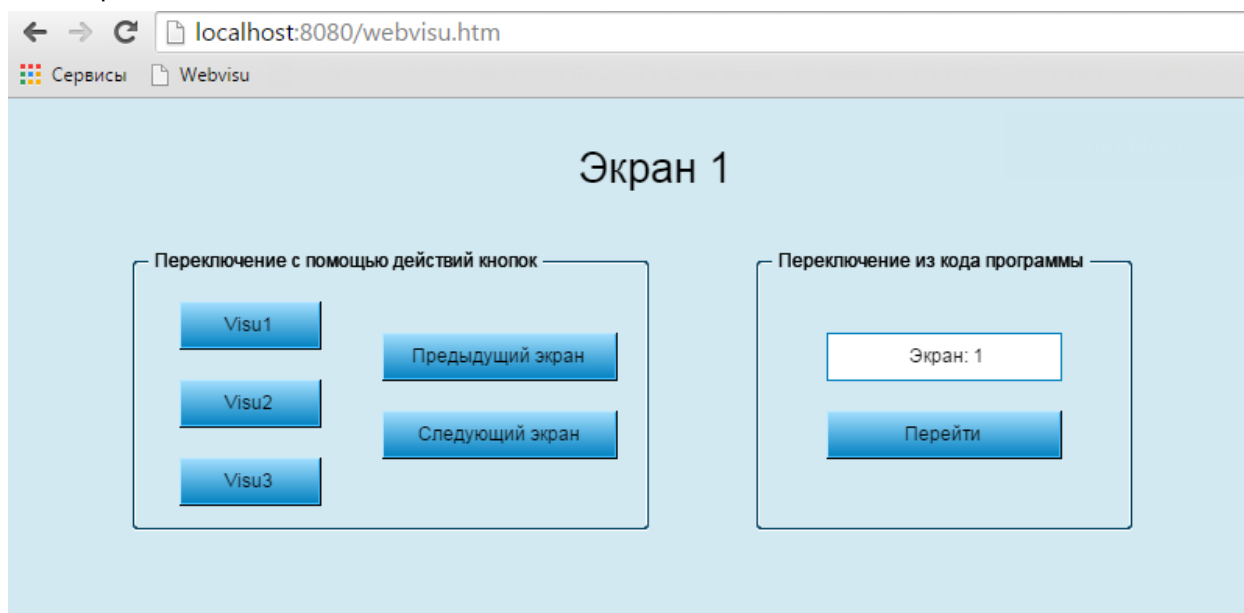 localhost:8080/webvisu.htm
Сервисы Webvisu
Экран 1
Переключение с помощью действий кнопок
Visu1
Visu2
Visu3
Предыдущий экран
Следующий экран
Переключение из кода программы
Экран: 1
Перейти